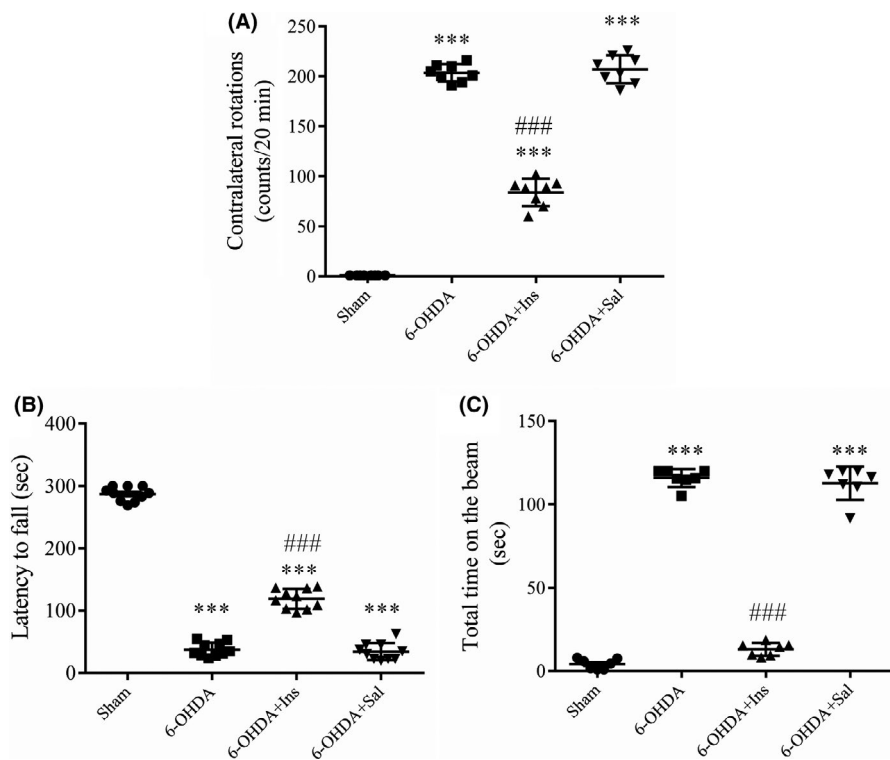 (A)
Contralateral rotations
(counts/20 min)
250
200
150
100
50
0
***
###
***
***
Sham
6-OHDA
6-OHDA+Ins
6-OHDA+Sal
(B)
Latency to fall (sec)
400
300
200
100
0
***
###
***
***
Sham
6-OHDA
6-OHDA+Ins
6-OHDA+Sal
(C)
Total time on the beam
(sec)
150
100
50
0
***
###
***
Sham
6-OHDA
6-OHDA+Ins
6-OHDA+Sal